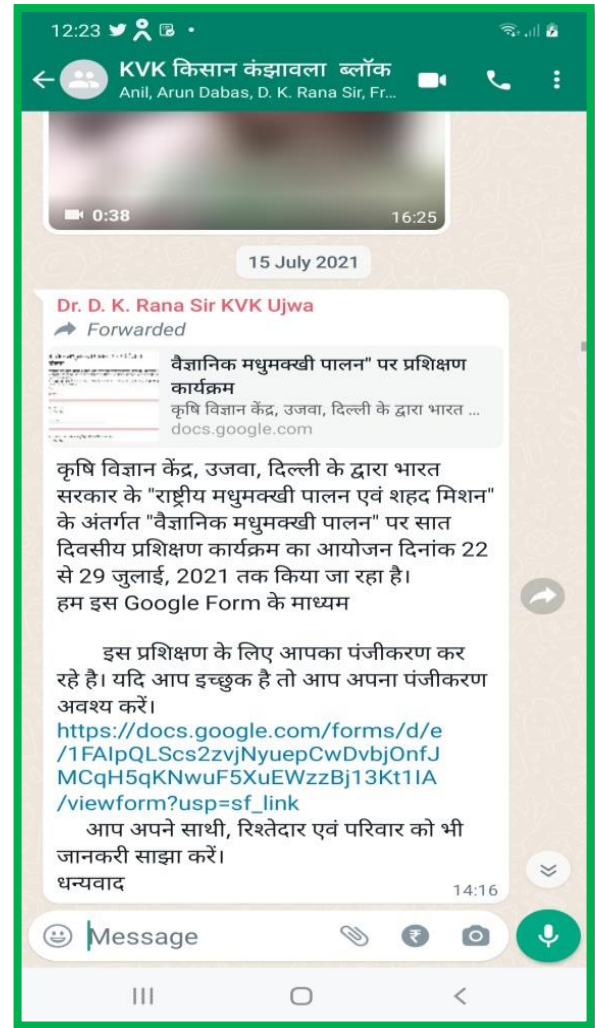 12:23
KVK किसान कंझावला ब्लॉक
Anil, Arun Dabas, D. K. Rana Sir, Fr...
0:38
16:25
15 July 2021
Dr. D. K. Rana Sir KVK Ujwa
Forwarded
वैज्ञानिक मधुमक्खी पालन" पर प्रशिक्षण
कार्यक्रम
कृषि विज्ञान केंद्र, उजवा, दिल्ली के द्वारा भारत ...
docs.google.com
कृषि विज्ञान केंद्र, उजवा, दिल्ली के द्वारा भारत
सरकार के "राष्ट्रीय मधुमक्खी पालन एवं शहद मिशन"
के अंतर्गत "वैज्ञानिक मधुमक्खी पालन" पर सात
दिवसीय प्रशिक्षण कार्यक्रम का आयोजन दिनांक 22
से 29 जुलाई, 2021 तक किया जा रहा है।
हम इस Google Form के माध्यम
इस प्रशिक्षण के लिए आपका पंजीकरण कर
रहे है। यदि आप इच्छुक है तो आप अपना पंजीकरण
अवश्य करें।
https://docs.google.com/forms/d/e
/1FAIpQLScs2zvjNyuepCwDvbjOnfJ
MCqH5qKNwuF5XuEWzzBj13Kt1IA
/viewform?usp=sf_link
आप अपने साथी, रिश्तेदार एवं परिवार को भी
जानकरी साझा करें।
धन्यवाद
14:16
Message